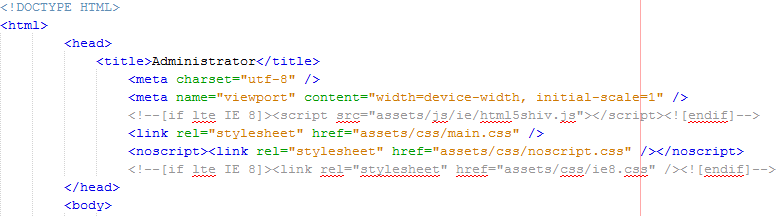 <!DOCTYPE HTML>
<html>
<head>
<title>Administrator</title>
<meta charset="utf-8" />
<meta name="viewport" content="width=device-width, initial-scale=1" />
<!--[if lte IE 8]><script src="assets/js/ie/html5shiv.js"></script><![endif]-->
<link rel="stylesheet" href="assets/css/main.css" />
<noscript><link rel="stylesheet" href="assets/css/noscript.css" /></noscript>
<!--[if lte IE 8]><link rel="stylesheet" href="assets/css/ie8.css" /><![endif]-->
</head>
<body>